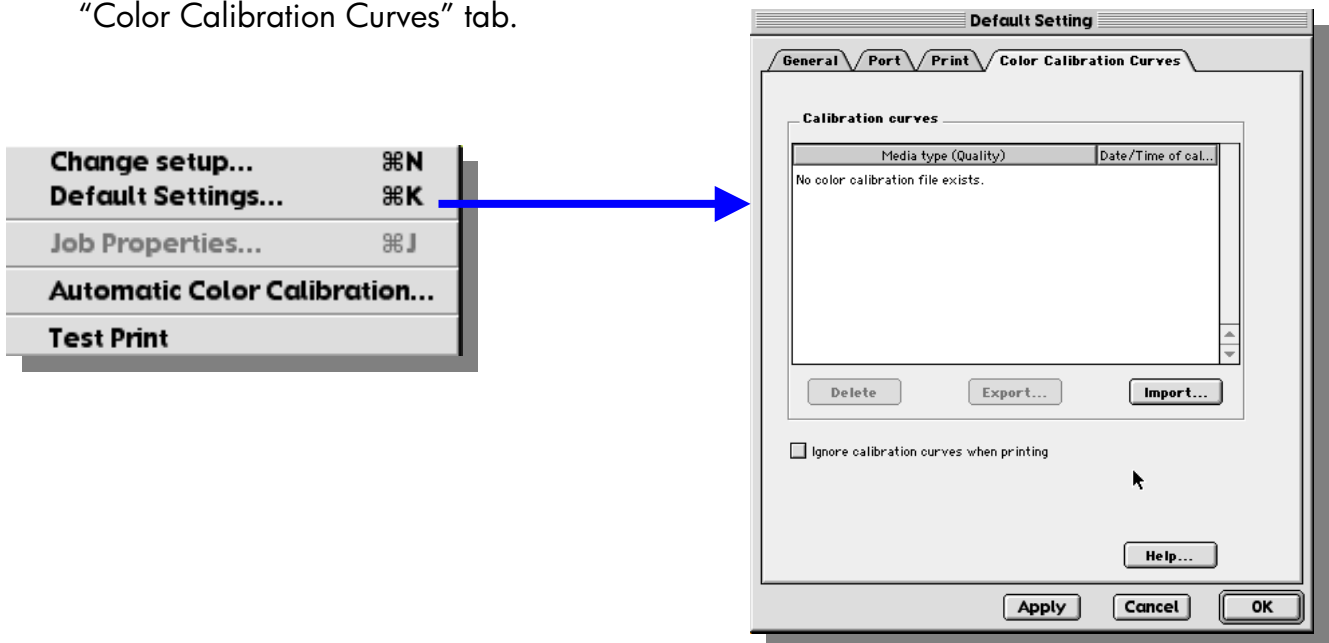 “Color Calibration Curves” tab.
Change setup... ⌘N
Default Settings... ⌘K
Job Properties... ⌘J
Automatic Color Calibration...
Test Print
Default Setting
General Port Print Color Calibration Curves
Calibration curves
Media type (Quality) Date/Time of cal...
No color calibration file exists.
Delete Export... Import...
Ignore calibration curves when printing
Help...
Apply Cancel OK